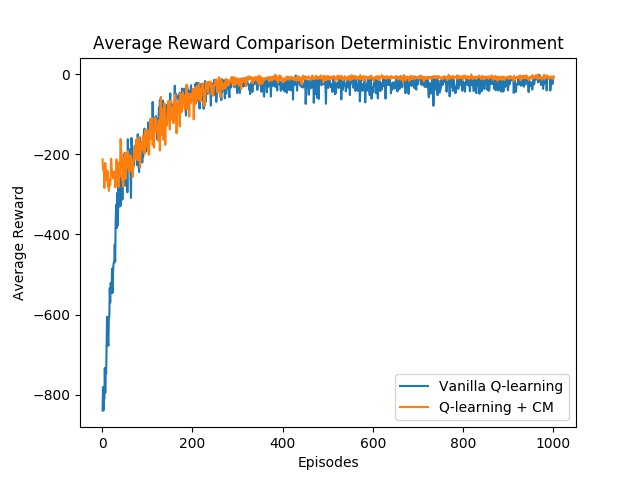 Average Reward Comparison Deterministic Environment
0
−200
−400
−600
−800
Average Reward
0 200 400 600 800 1000
Episodes
Vanilla Q-learning
Q-learning + CM